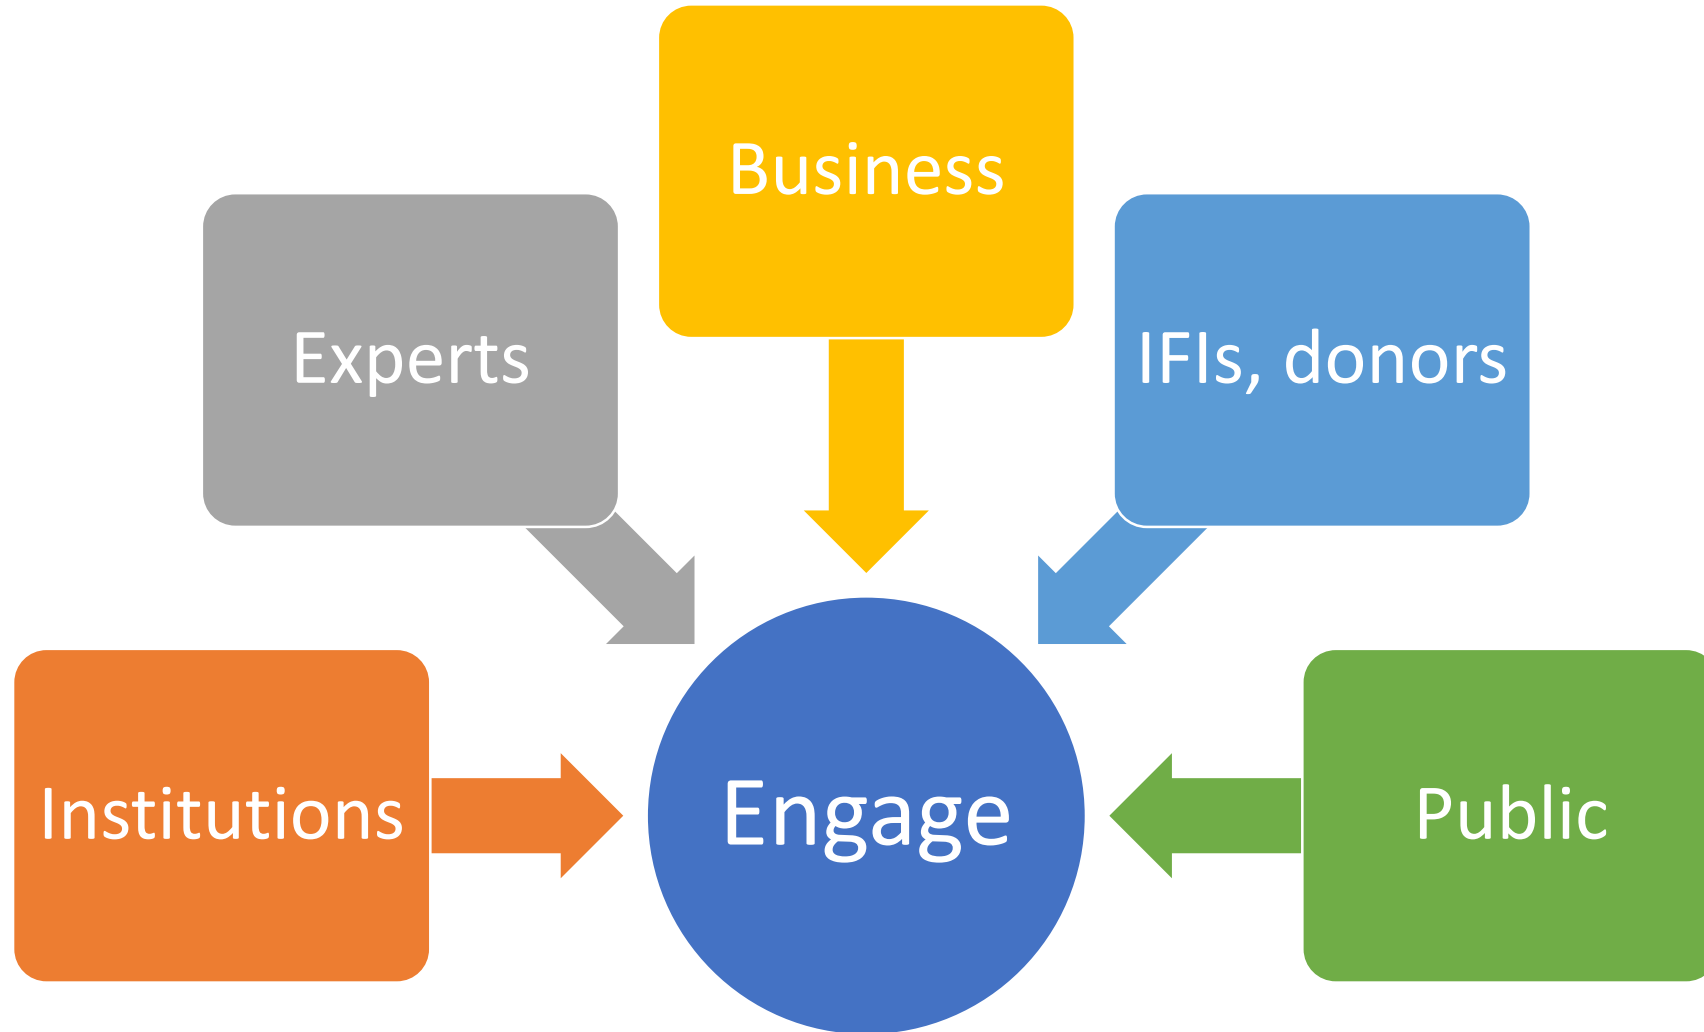 Business
Experts
IFIs, donors
Institutions
Engage
Public